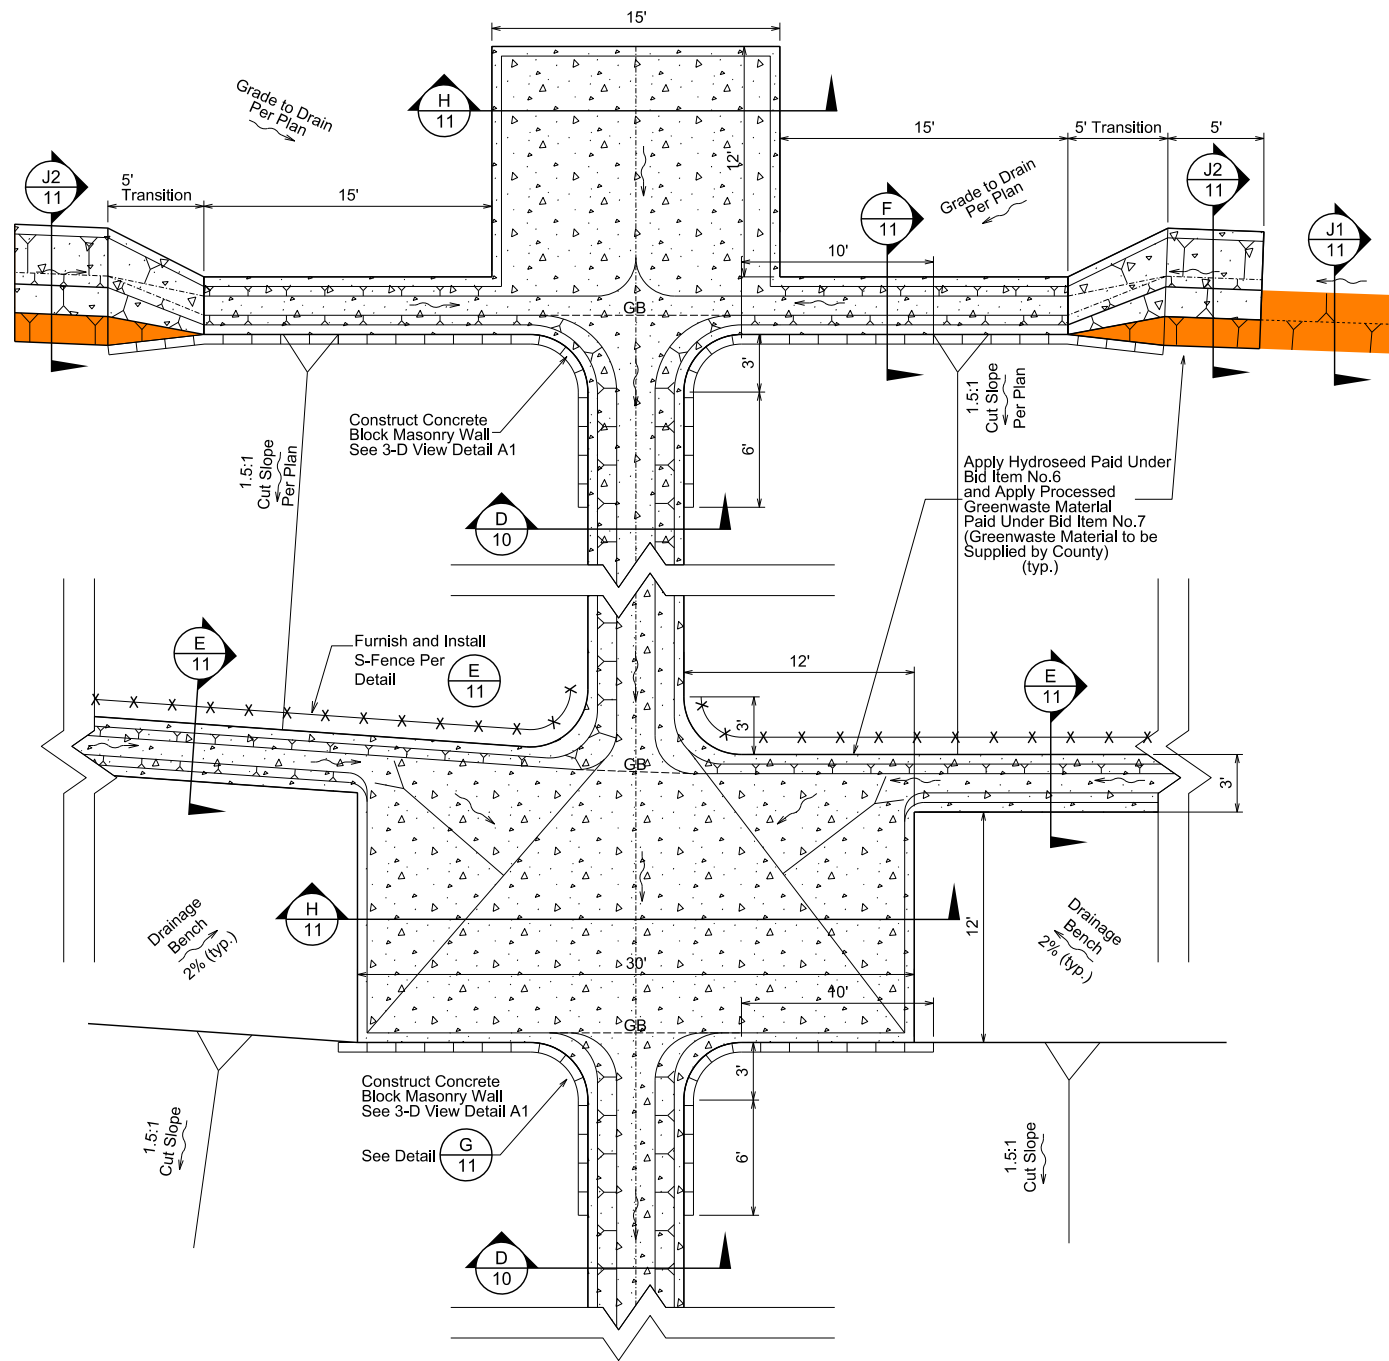 15'
Grade to Drain
Per Plan
H
11
12'
15'
5' Transition
5'
J2
11
5'
Transition
15'
F
11
Grade to Drain
Per Plan
J2
11
J1
11
10'
GB
3'
6'
Construct Concrete
Block Masonry Wall
See 3-D View Detail A1
1.5:1
Cut Slope
Per Plan
1.5:1
Cut Slope
Per Plan
Apply Hydroseed Paid Under
Bid Item No.6
and Apply Processed
Greenwaste Material
Paid Under Bid Item No.7
(Greenwaste Material to be
Supplied by County)
(typ.)
D
10
E
11
Furnish and Install
S-Fence Per
Detail
E
11
12'
E
11
3'
GB
3'
Drainage
Bench
2% (typ.)
H
11
30'
12'
Drainage
Bench
2% (typ.)
10'
GB
3'
6'
Construct Concrete
Block Masonry Wall
See 3-D View Detail A1
See Detail
G
11
1.5:1
Cut Slope
1.5:1
Cut Slope
D
10